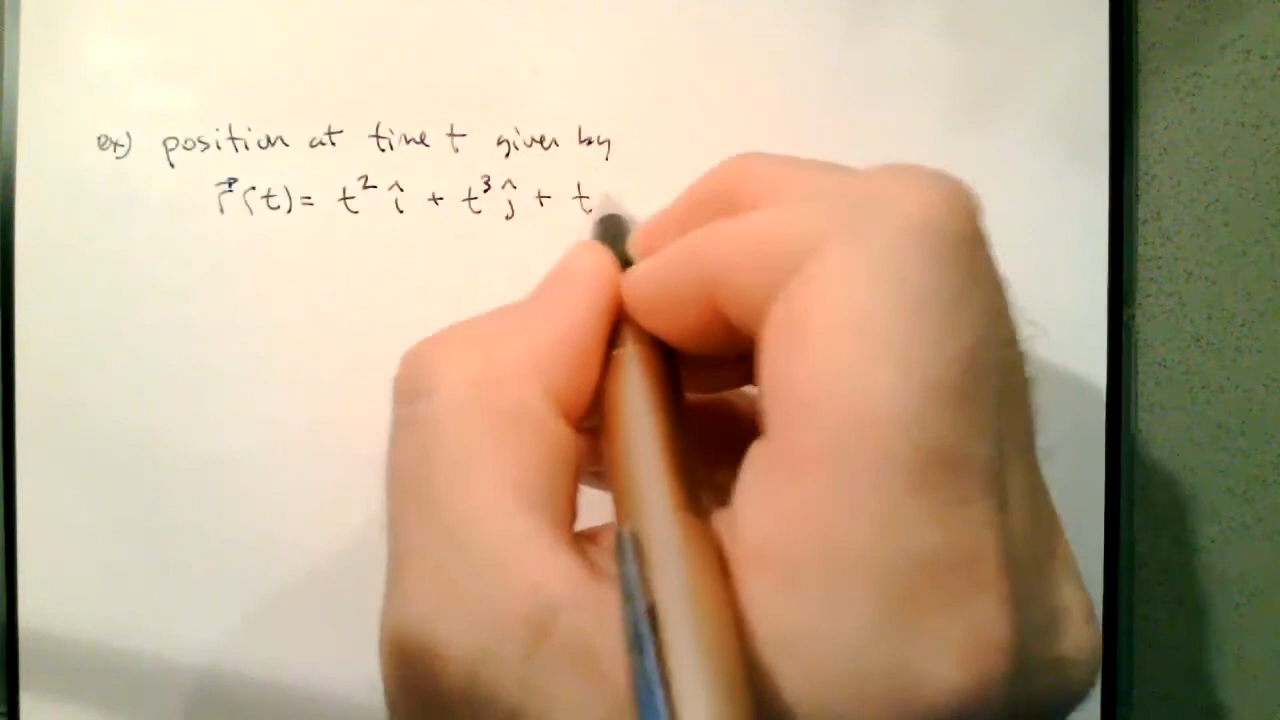 ex) position at time t given by
r⃗(t) = t² î + t³ ĵ + t